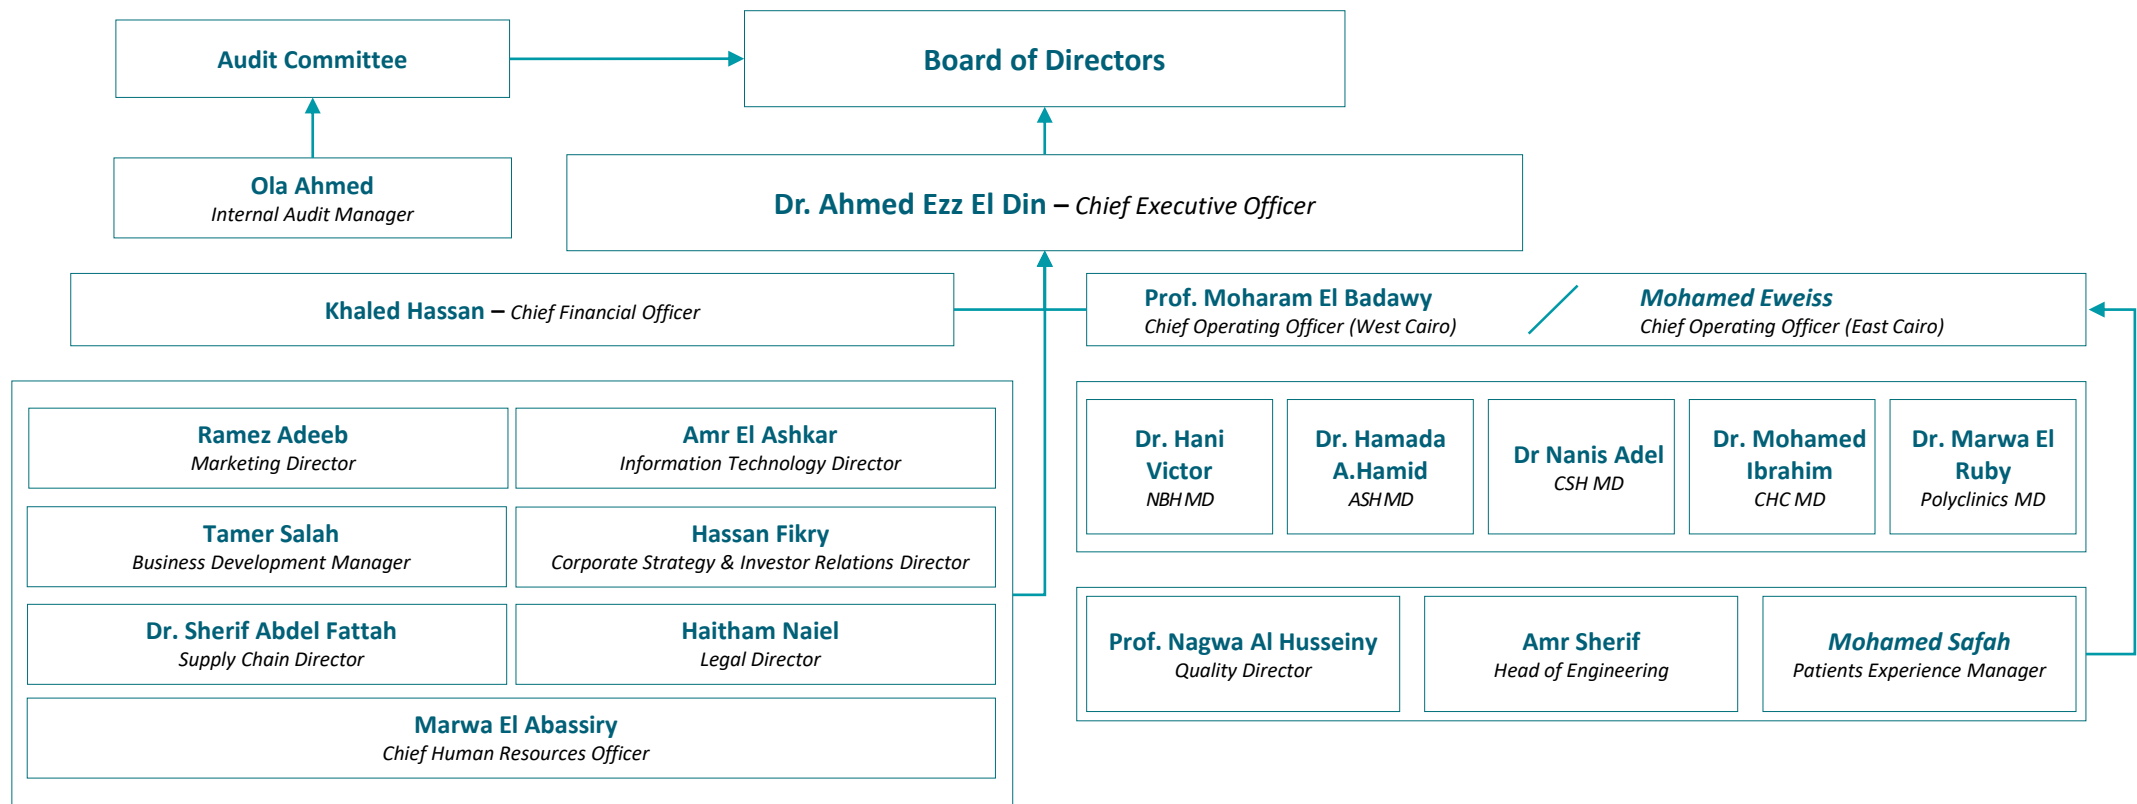 Audit Committee
Board of Directors
Ola Ahmed
Internal Audit Manager
Dr. Ahmed Ezz El Din – Chief Executive Officer
Khaled Hassan – Chief Financial Officer
Prof. Moharam El Badawy
Chief Operating Officer (West Cairo)
Mohamed Eweiss
Chief Operating Officer (East Cairo)
Ramez Adeeb
Marketing Director
Amr El Ashkar
Information Technology Director
Tamer Salah
Business Development Manager
Hassan Fikry
Corporate Strategy & Investor Relations Director
Dr. Sherif Abdel Fattah
Supply Chain Director
Haitham Naiel
Legal Director
Marwa El Abassiry
Chief Human Resources Officer
Dr. Hani
Victor
NBH MD
Dr. Hamada
A.Hamid
ASH MD
Dr Nanis Adel
CSH MD
Dr. Mohamed
Ibrahim
CHC MD
Dr. Marwa El
Ruby
Polyclinics MD
Prof. Nagwa Al Husseiny
Quality Director
Amr Sherif
Head of Engineering
Mohamed Safah
Patients Experience Manager